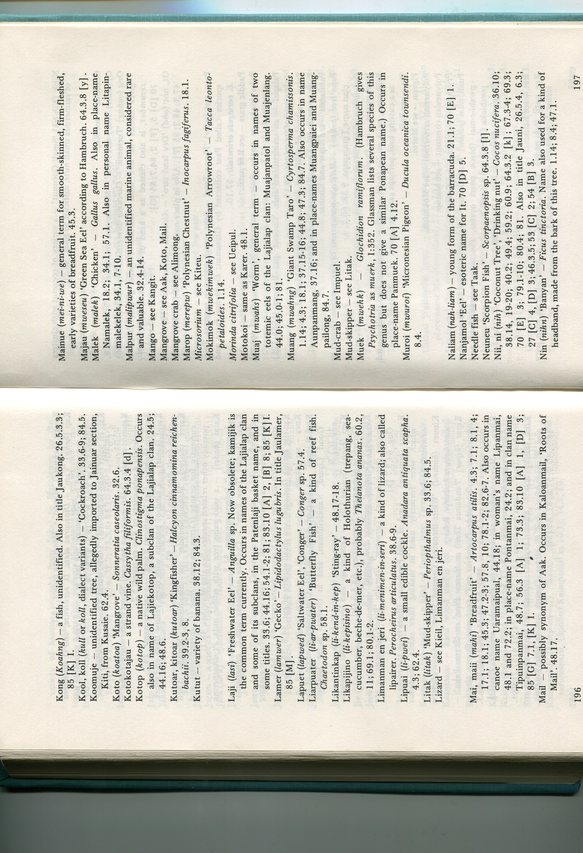 Kong (Koahng) — a fish, unidentified. Also in title Jaukong. 26.5.3.3;
85 [K] I.
Kool, koll (kull or koll, dialect variants) — ‘Cockroach’. 33.6-9; 84.5.
Koomuje — unidentified tree, allegedly imported to Jainuar section,
Kiti, from Kusaie. 62.4.
Koto (koatoa) ‘Mangrove’ — Sonneratia caseolaris. 32.6.
Kotokotajau — a strand vine. Cassytha filiformis. 64.3.4 [d].
Kotop (kotop) — a native wild palm. Clinostigma ponapensis. Occurs
also in name of Lajiekotop, a subclan of the Lajialap clan. 24.5;
44.16; 48.6.
Kutoar, kitoar (kutoar) ‘Kingfisher’ — Halcyon cinnamomina reichen-
bachii. 39.2-3, 8.
Kutut — variety of banana. 38.12; 84.3.
Laji (lasi) ‘Freshwater Eel’ — Anguilla sp. Now obsolete; kamijik is
the common term currently. Occurs in names of the Lajialap clan
and some of its subclans, in the Patenlaji basket name, and in
some titles. 33.6; 44.16; 54.1-2; 81; 83.10 [A] 2, [B] 8; 85 [K] I.
Lamer (lamwer) ‘Gecko’ — Lipidodactylus lugubris. In title Jaulamer,
85 [M].
Lapuet (lapwed) ‘Saltwater Eel’, ‘Conger’ — Conger sp. 57.4.
Liarpuater (li-ar-pwater) ‘Butterfly Fish’ — a kind of reef fish.
Chaetodon sp. 58.1.
Likantinkap (li-kend-in-kep) ‘Sting-ray’ — 48.17-18.
Likapijino (li-kepisino) — a kind of Holothurian (trepang, sea-
cucumber, beche-de-mer, etc.), probably Thelanota ananas. 60.2,
11; 69.1; 80.1-2.
Limanman en jeri (li-menimen-in-seri) — a kind of lizard; also called
lipairer. Perocheirus articulatus. 38.6-9.
Lipuai (li-pwei) — a small edible cockle. Anadara antiquata scapha.
4.3; 62.4.
Litak (litak) ‘Mud-skipper’ — Periopthalmus sp. 33.6; 84.5.
Lizard — see Kieil, Limanman en jeri.
Mai, maii (mahi) ‘Breadfruit’ — Artocarpus atilis. 4.3; 7.1; 8.1, 4;
17.1; 18.1; 45.3; 47.2-3; 57.8, 10; 78.1-2; 82.6-7. Also occurs in
canoe name Uaramaipual, 44.18; in woman’s name Lipanmai,
48.1 and 72.2; in place-name Pontanmai, 24.2; and in clan name
Tipuinpanmai, 48.7; 56.3 [A] 1; 73.3; 83.10 [A] 1, [D] 3;
85 [G] 7.1, [K] 1.
Mail — possibly synonym of Aak. Occurs in Kaloanmail, ‘Roots of
Mail’. 48.17.
196
Mainue (mei-ni-we) — general term for smooth-skinned, firm-fleshed,
early varieties of breadfruit. 45.3.
Majau (mweseu) ‘Green Sea Eel’ according to Hambruch. 64.3.8 [y].
Malek (malek) ‘Chicken’ — Gallus gallus. Also in place-name
Namalek, 18.2; 34.1; 57.1. Also in personal name Litapin-
malekelek, 34.1, 7-10.
Malpur (malipwur) — an unidentified marine animal, considered rare
and valuable. 32.4-14.
Mango — see Kangit.
Mangrove — see Aak, Koto, Mail.
Mangrove crab — see Alimong.
Marop (merepw) ‘Polynesian Chestnut’ — Inocarpus fagiferus. 18.1.
Microsorium — see Kiteu.
Mokimok (mwekimwek) ‘Polynesian Arrowroot’ — Tacca leonto-
petaloides. 1.14.
Morinda citrifolia — see Ueipul.
Motokoi — same as Karer. 48.1.
Muaj (mwahs) ‘Worm’, general term — occurs in names of two
totemic eels of the Lajialap clan: Muajanpatol and Muajenlang.
44.0; 45.0-1; 81.
Muang (mwahng) ‘Giant Swamp Taro’ — Cyrtosperma chamissonis.
1.14; 4.3; 18.1; 37.15-16; 44.8; 47.3; 84.7. Also occurs in name
Aunpanmang, 37.16; and in place-names Muangpaiei and Muang-
pailong, 84.7.
Mud-crab — see Impuel.
Mud-skipper — see Litak.
Muek (mwehk) — Glochidion ramiflorum. (Hambruch gives
Psychotria as muerk, I:352. Glassman lists several species of this
genus but does not give a similar Ponapean name.) Occurs in
place-name Panmuek. 70 [A] 4.12.
Muroi (mwuroi) ‘Micronesian Pigeon’ — Ducula oceanica townsendi.
8.4.
Naliam (nah-liam) — young form of the barracuda. 21.1; 70 [E] 1.
Nanjamol ‘Eel’ — esoteric name for It. 70 [D] 5.
Needle fish — see Taak.
Neuneu ‘Scorpion Fish’ — Scorpaenopsis sp. 64.3.8 [l].
Nii, ni (nih) ‘Coconut Tree’, ‘Drinking nut’ — Cocos nucifera. 36.10;
38.14, 19-20; 40.2; 49.4; 59.2; 60.9; 64.3.2 [k]; 67.3-4; 69.3;
70 [E] 3; 79.1-10; 80.4; 81. Also in title Jauni, 26.5.4, 6.3;
27 [C] 4, [D] 3; 46.3.5; 53 [C] 2; 54 [B] 3.
Nin (nihn) ‘Banyan’ — Ficus tinctoria. Name also used for a kind of
headband, made from the bark of this tree. 1.14; 8.4; 47.1.
197